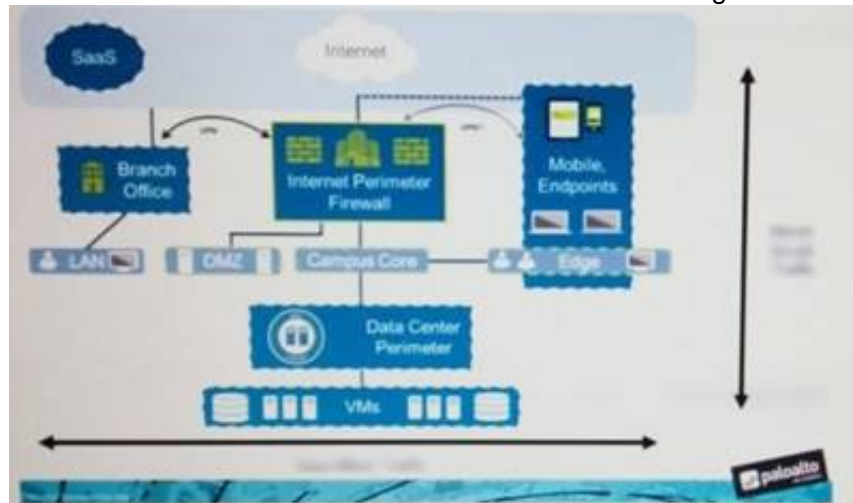 SaaS
Internet
Branch
Office
Internet Perimeter
Firewall
Mobile,
Endpoints
LAN
DMZ
Campus Core
Edge
Data Center
Perimeter
VMs
paloalto